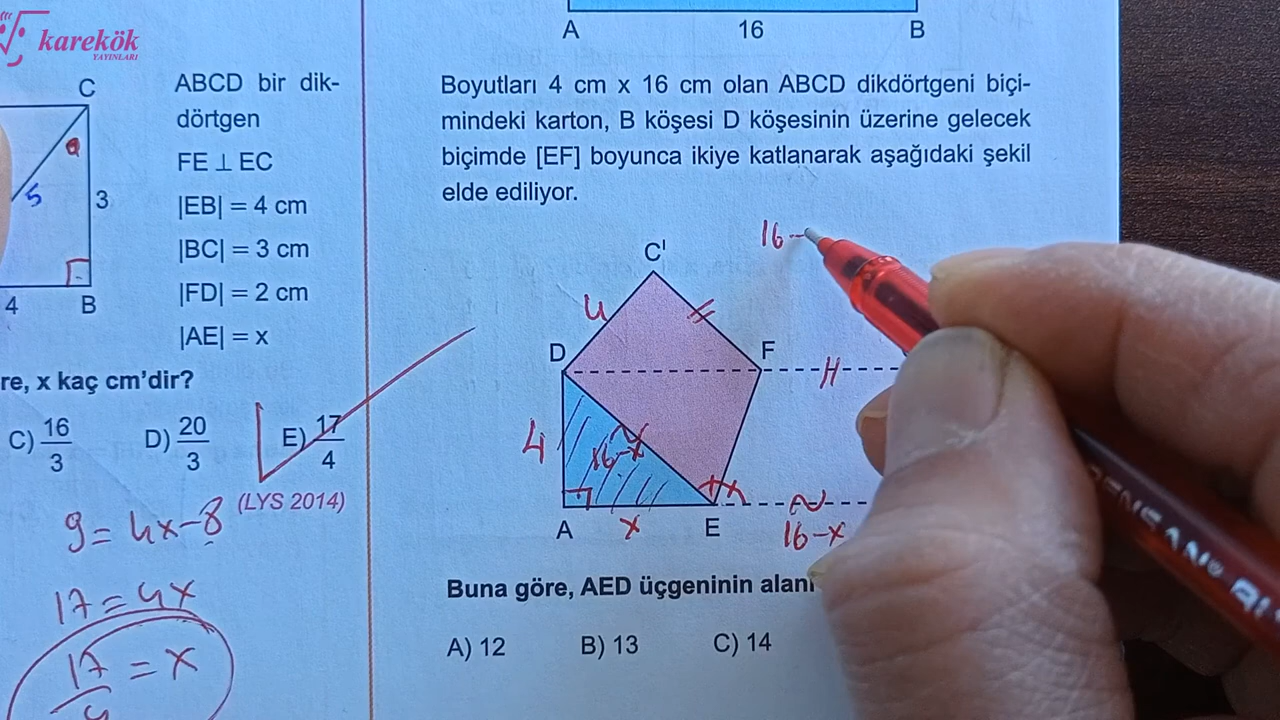 karekök
YAYINLARI
C
a
5
3
4
B
ABCD bir dik-
dörtgen
FE ⊥ EC
|EB| = 4 cm
|BC| = 3 cm
|FD| = 2 cm
|AE| = x
re, x kaç cm'dir?
C) 16/3
D) 20/3
E) 17/4
(LYS 2014)
9 = 4x-8
17 = 4x
17/4 = x
A 16 B
Boyutları 4 cm x 16 cm olan ABCD dikdörtgeni biçi-
mindeki karton, B köşesi D köşesinin üzerine gelecek
biçimde [EF] boyunca ikiye katlanarak aşağıdaki şekil
elde ediliyor.
16-
C'
4
D
F
4
16-x
A
x
E
16-x
Buna göre, AED üçgeninin alanı
A) 12
B) 13
C) 14